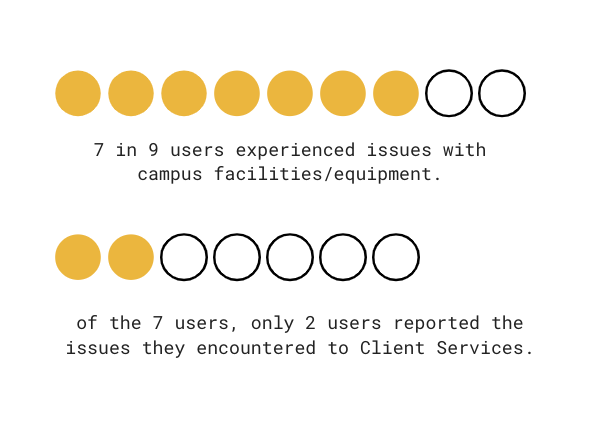 7 in 9 users experienced issues with
campus facilities/equipment.
of the 7 users, only 2 users reported the
issues they encountered to Client Services.